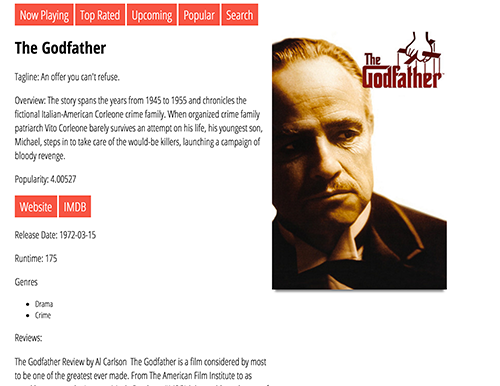 Now Playing Top Rated Upcoming Popular Search
The Godfather
Tagline: An offer you can't refuse.
Overview: The story spans the years from 1945 to 1955 and chronicles the
fictional Italian-American Corleone crime family. When organized crime family
patriarch Vito Corleone barely survives an attempt on his life, his youngest son,
Michael, steps in to take care of the would-be killers, launching a campaign of
bloody revenge.
Popularity: 4.00527
Website IMDB
Release Date: 1972-03-15
Runtime: 175
Genres
Drama
Crime
Reviews:
The Godfather Review by Al Carlson The Godfather is a film considered by most
to be one of the greatest ever made. From The American Film Institute to as
The
Godfather